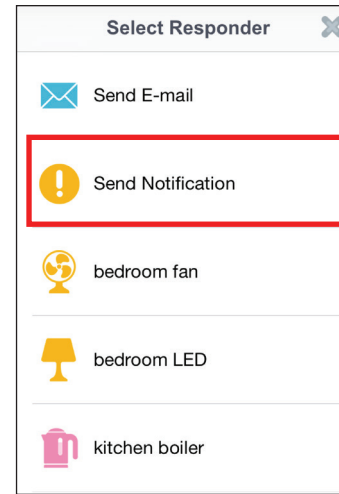 Select Responder
Send E-mail
Send Notification
bedroom fan
bedroom LED
kitchen boiler